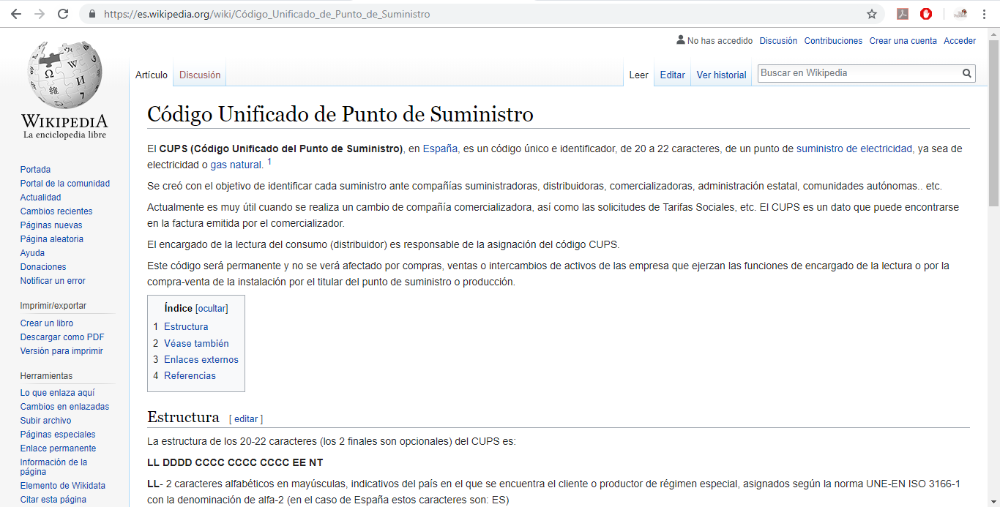 https://es.wikipedia.org/wiki/Código_Unificado_de_Punto_de_Suministro
No has accedido Discusión Contribuciones Crear una cuenta Acceder
Artículo Discusión Leer Editar Ver historial Buscar en Wikipedia
WIKIPEDIA
La enciclopedia libre
Portada
Portal de la comunidad
Actualidad
Cambios recientes
Páginas nuevas
Página aleatoria
Ayuda
Donaciones
Notificar un error
Imprimir/exportar
Crear un libro
Descargar como PDF
Versión para imprimir
Herramientas
Lo que enlaza aquí
Cambios en enlazadas
Subir archivo
Páginas especiales
Enlace permanente
Información de la
página
Elemento de Wikidata
Citar esta página
Código Unificado de Punto de Suministro
El CUPS (Código Unificado del Punto de Suministro), en España, es un código único e identificador, de 20 a 22 caracteres, de un punto de suministro de electricidad, ya sea de
electricidad o gas natural. 1
Se creó con el objetivo de identificar cada suministro ante compañías suministradoras, distribuidoras, comercializadoras, administración estatal, comunidades autónomas.. etc.
Actualmente es muy útil cuando se realiza un cambio de compañía comercializadora, así como las solicitudes de Tarifas Sociales, etc. El CUPS es un dato que puede encontrarse
en la factura emitida por el comercializador.
El encargado de la lectura del consumo (distribuidor) es responsable de la asignación del código CUPS.
Este código será permanente y no se verá afectado por compras, ventas o intercambios de activos de las empresa que ejerzan las funciones de encargado de la lectura o por la
compra-venta de la instalación por el titular del punto de suministro o producción.
Índice [ocultar]
1 Estructura
2 Véase también
3 Enlaces externos
4 Referencias
Estructura [ editar ]
La estructura de los 20-22 caracteres (los 2 finales son opcionales) del CUPS es:
LL DDDD CCCC CCCC CCCC EE NT
LL- 2 caracteres alfabéticos en mayúsculas, indicativos del país en el que se encuentra el cliente o productor de régimen especial, asignados según la norma UNE-EN ISO 3166-1
con la denominación de alfa-2 (en el caso de España estos caracteres son: ES)